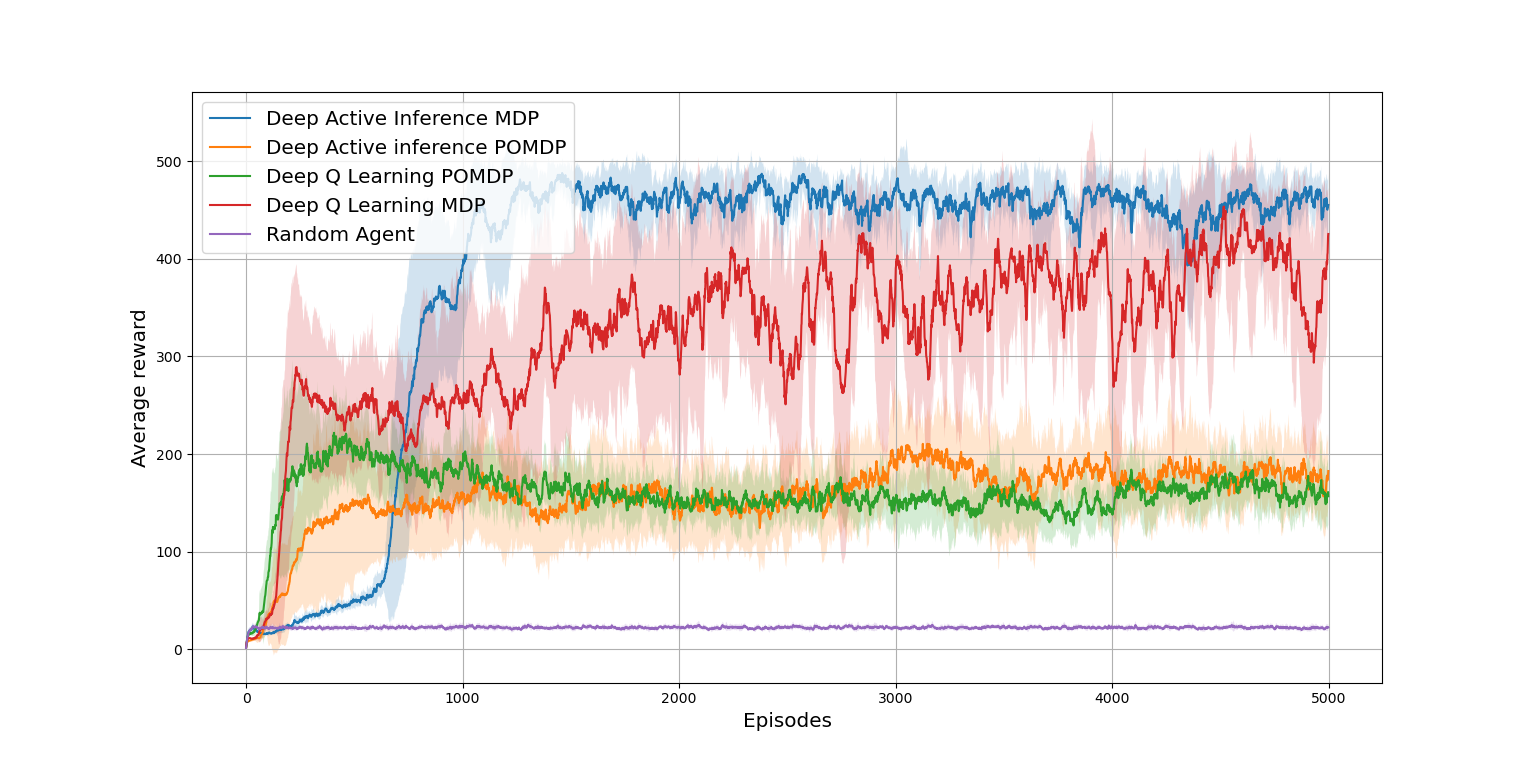 Deep Active Inference MDP
Deep Active inference POMDP
Deep Q Learning POMDP
Deep Q Learning MDP
Random Agent
500
400
300
200
100
0
Average reward
0 1000 2000 3000 4000 5000
Episodes